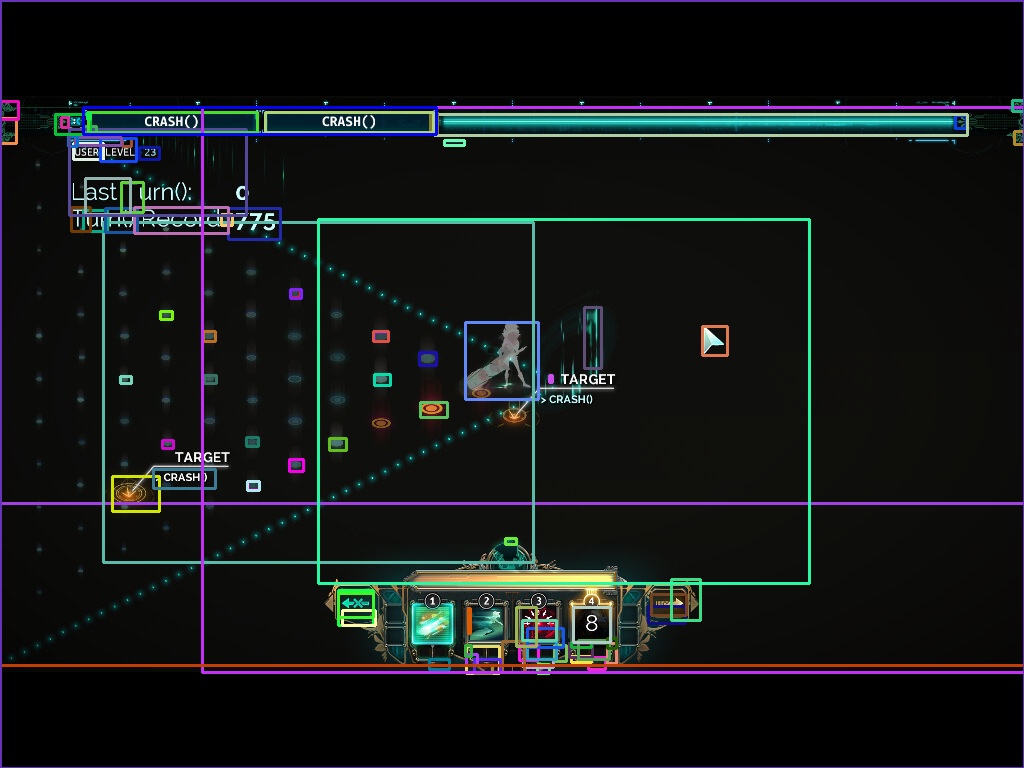 CRASH() CRASH()
USER LEVEL 23
Last Turn(): 0
Turn() Record: 775
TARGET
> CRASH()
TARGET
CRASH()
1 2 3 4
8